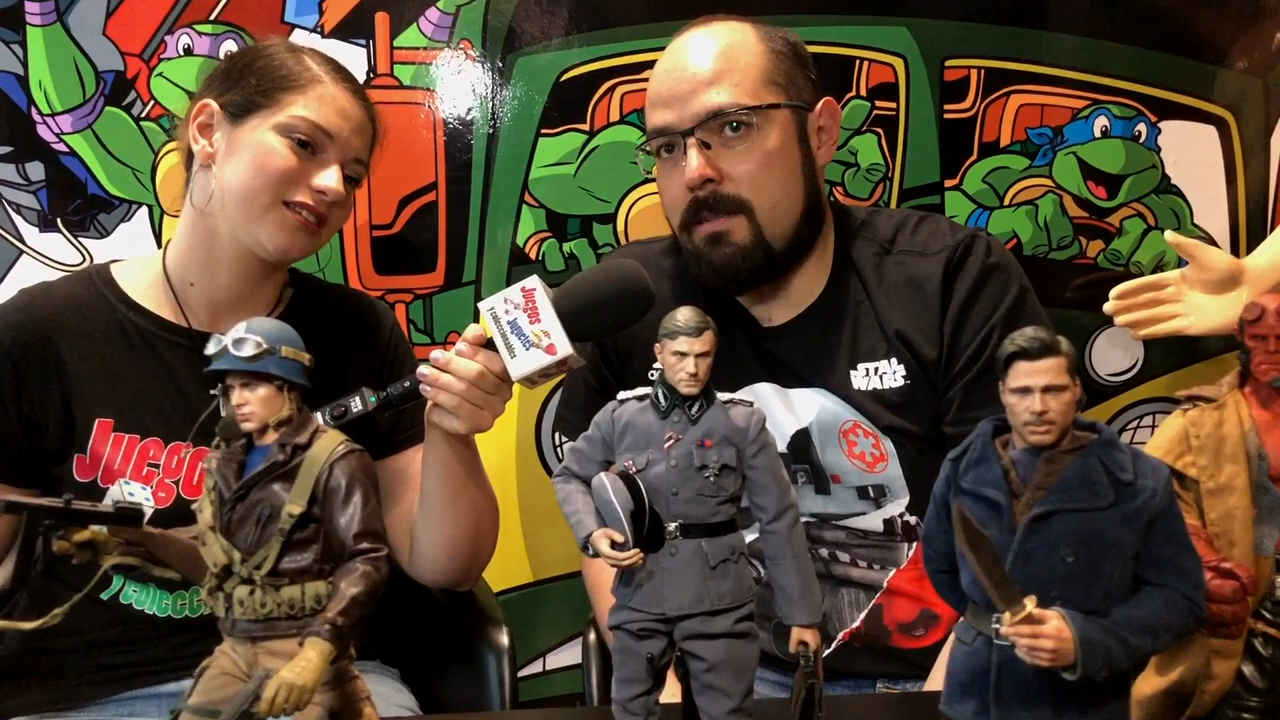 Juegos
Juguetes
Y coleccionables
STAR
WARS
Juego
Y colecc